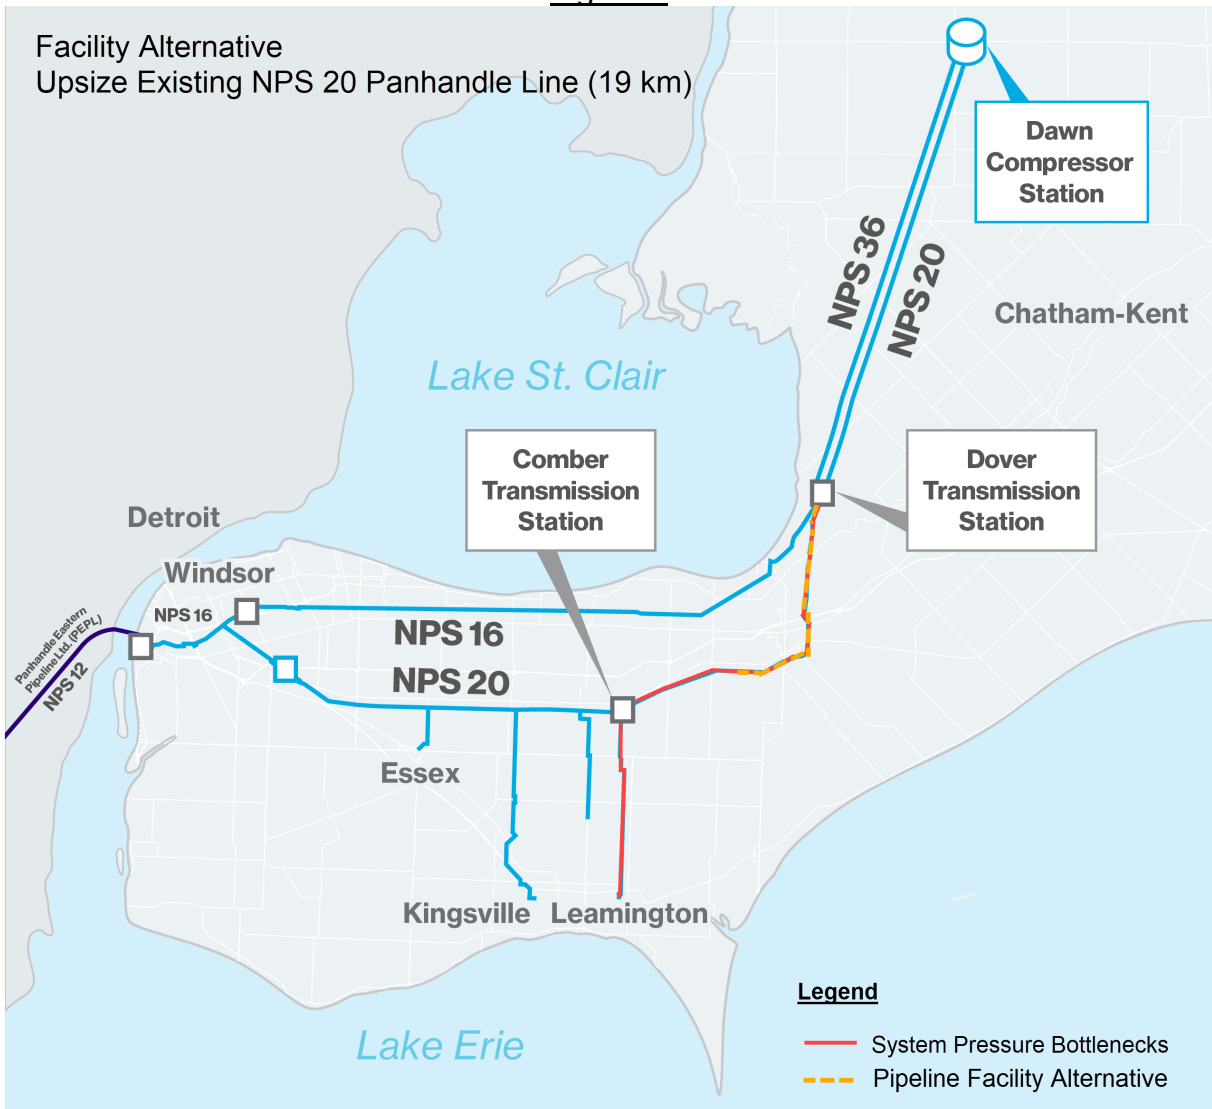 Facility Alternative
Upsize Existing NPS 20 Panhandle Line (19 km)
Dawn
Compressor
Station
NPS 36
NPS 20
Chatham-Kent
Lake St. Clair
Comber
Transmission
Station
Dover
Transmission
Station
Detroit
Windsor
NPS 16
Panhandle Eastern
Pipeline Ltd. (PEPL)
NPS 12
NPS 16
NPS 20
Essex
Kingsville
Leamington
Lake Erie
Legend
System Pressure Bottlenecks
Pipeline Facility Alternative